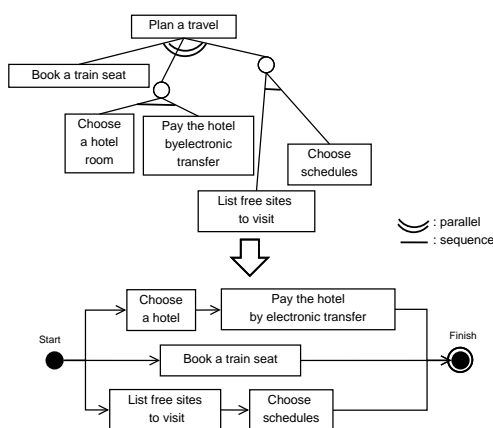 Plan a travel
Book a train seat
Choose
a hotel
room
Pay the hotel
byelectronic
transfer
Choose
schedules
List free sites
to visit
: parallel
: sequence
Choose
a hotel
Pay the hotel
by electronic transfer
Start
Finish
Book a train seat
List free sites
to visit
Choose
schedules